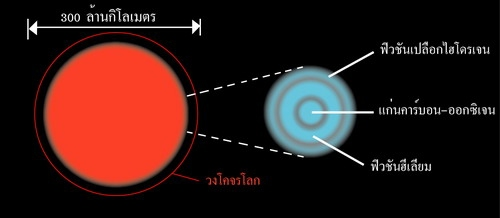 300 ล้านกิโลเมตร
ฟิวชันเปลือกไฮโดรเจน
แก่นคาร์บอน-ออกซิเจน
ฟิวชันฮีเลียม
วงโคจรโลก